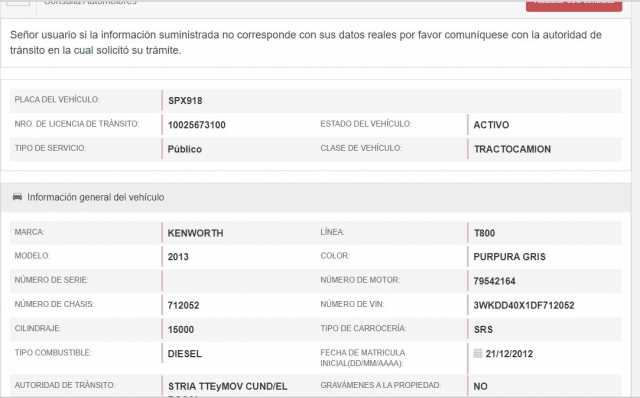 Consulta Automotores
Señor usuario si la información suministrada no corresponde con sus datos reales por favor comuníquese con la autoridad de
tránsito en la cual solicitó su trámite.
PLACA DEL VEHÍCULO: SPX918
NRO. DE LICENCIA DE TRÁNSITO: 10025673100 ESTADO DEL VEHÍCULO: ACTIVO
TIPO DE SERVICIO: Público CLASE DE VEHÍCULO: TRACTOCAMION
Información general del vehículo
MARCA: KENWORTH LÍNEA: T800
MODELO: 2013 COLOR: PURPURA GRIS
NÚMERO DE SERIE: NÚMERO DE MOTOR: 79542164
NÚMERO DE CHASIS: 712052 NÚMERO DE VIN: 3WKDD40X1DF712052
CILINDRAJE: 15000 TIPO DE CARROCERÍA: SRS
TIPO COMBUSTIBLE: DIESEL FECHA DE MATRICULA
INICIAL(DD/MM/AAAA): 21/12/2012
AUTORIDAD DE TRÁNSITO: STRIA TTEyMOV CUND/EL GRAVÁMENES A LA PROPIEDAD: NO